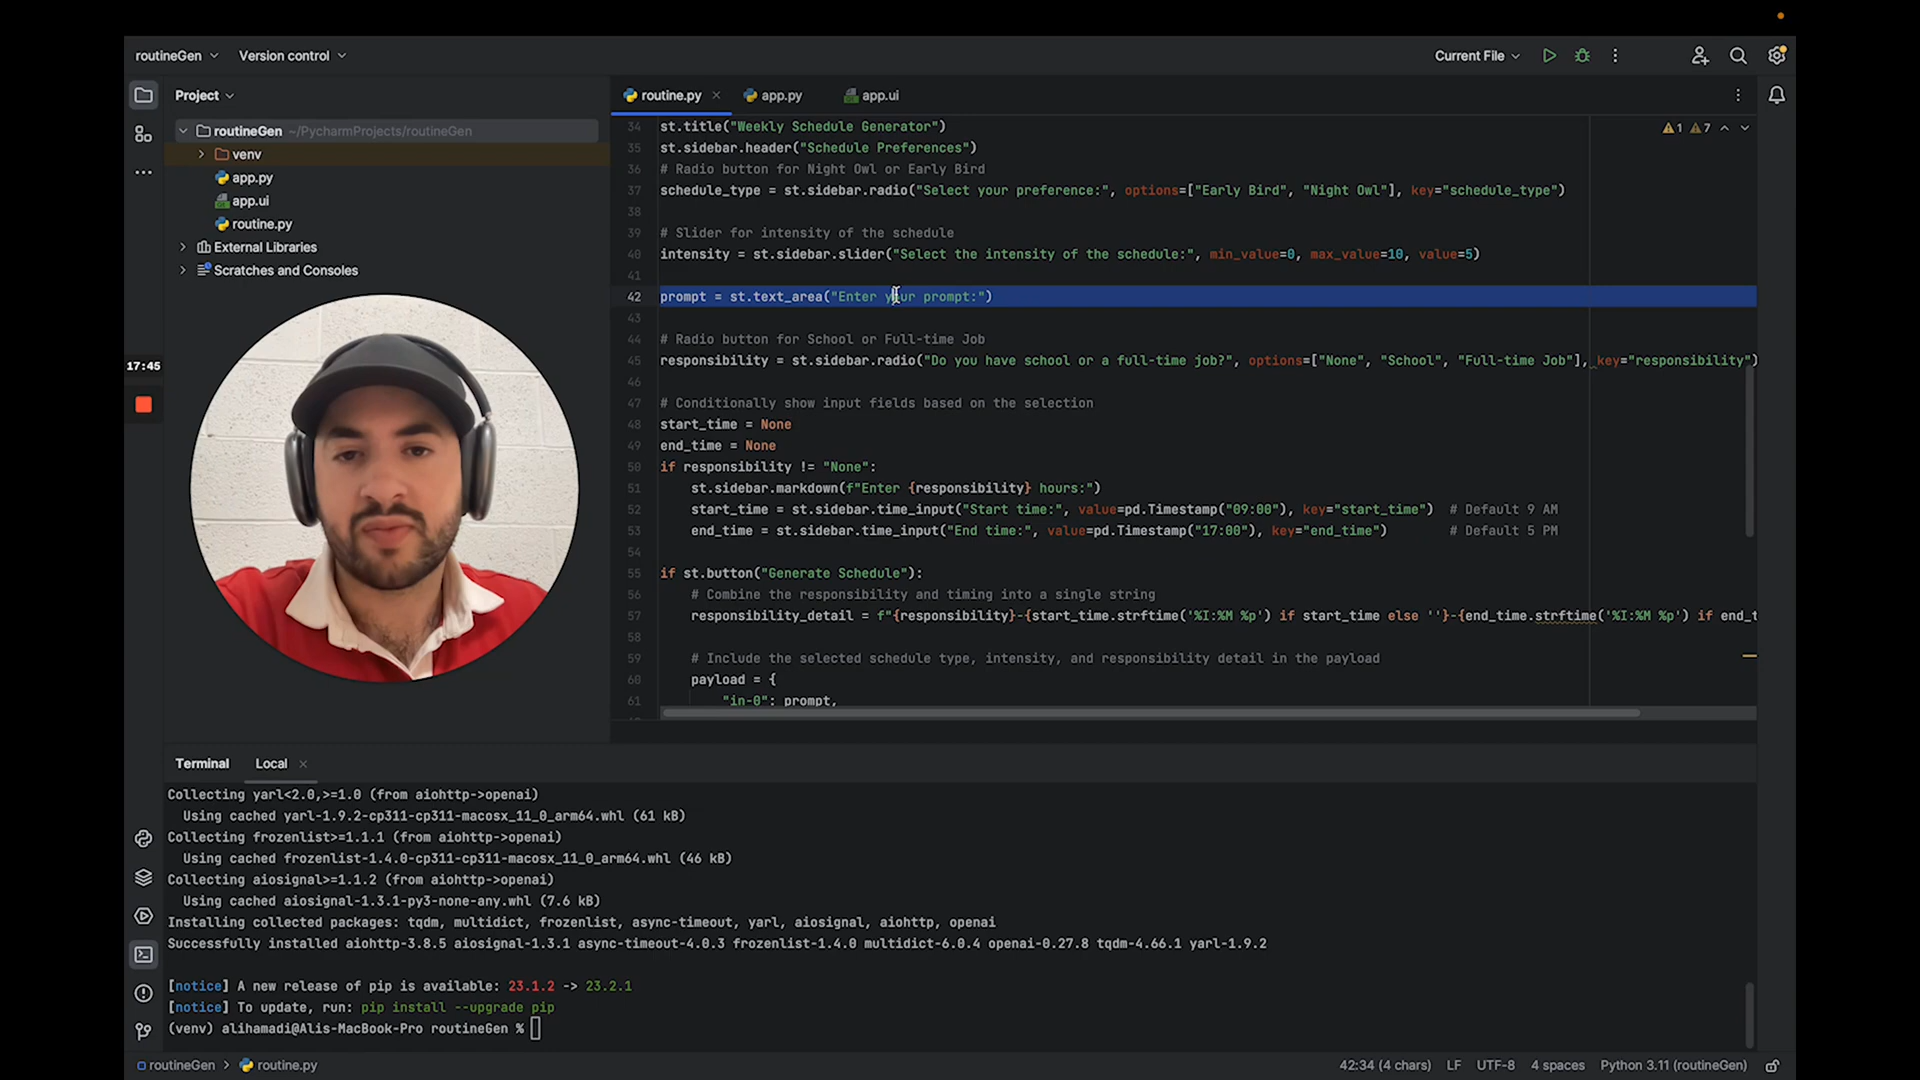 routineGen
Version control
Current File
Project
routineGen ~/PycharmProjects/routineGen
venv
app.py
app.ui
routine.py
External Libraries
Scratches and Consoles
17:45
routine.py
app.py
app.ui
1 7
34 st.title("Weekly Schedule Generator")
35 st.sidebar.header("Schedule Preferences")
36 # Radio button for Night Owl or Early Bird
37 schedule_type = st.sidebar.radio("Select your preference:", options=["Early Bird", "Night Owl"], key="schedule_type")
38
39 # Slider for intensity of the schedule
40 intensity = st.sidebar.slider("Select the intensity of the schedule:", min_value=0, max_value=10, value=5)
41
42 prompt = st.text_area("Enter your prompt:")
43
44 # Radio button for School or Full-time Job
45 responsibility = st.sidebar.radio("Do you have school or a full-time job?", options=["None", "School", "Full-time Job"], key="responsibility")
46
47 # Conditionally show input fields based on the selection
48 start_time = None
49 end_time = None
50 if responsibility != "None":
51 st.sidebar.markdown(f"Enter {responsibility} hours:")
52 start_time = st.sidebar.time_input("Start time:", value=pd.Timestamp("09:00"), key="start_time") # Default 9 AM
53 end_time = st.sidebar.time_input("End time:", value=pd.Timestamp("17:00"), key="end_time") # Default 5 PM
54
55 if st.button("Generate Schedule"):
56 # Combine the responsibility and timing into a single string
57 responsibility_detail = f"{responsibility}-{start_time.strftime('%I:%M %p') if start_time else ''}-{end_time.strftime('%I:%M %p') if end_t
58
59 # Include the selected schedule type, intensity, and responsibility detail in the payload
60 payload = {
61 "in-0": prompt,
Terminal
Local
Collecting yarl<2.0,>=1.0 (from aiohttp->openai)
Using cached yarl-1.9.2-cp311-cp311-macosx_11_0_arm64.whl (61 kB)
Collecting frozenlist>=1.1.1 (from aiohttp->openai)
Using cached frozenlist-1.4.0-cp311-cp311-macosx_11_0_arm64.whl (46 kB)
Collecting aiosignal>=1.1.2 (from aiohttp->openai)
Using cached aiosignal-1.3.1-py3-none-any.whl (7.6 kB)
Installing collected packages: tqdm, multidict, frozenlist, async-timeout, yarl, aiosignal, aiohttp, openai
Successfully installed aiohttp-3.8.5 aiosignal-1.3.1 async-timeout-4.0.3 frozenlist-1.4.0 multidict-6.0.4 openai-0.27.8 tqdm-4.66.1 yarl-1.9.2
[notice] A new release of pip is available: 23.1.2 -> 23.2.1
[notice] To update, run: pip install --upgrade pip
(venv) alihamadi@Alis-MacBook-Pro routineGen %
routineGen > routine.py
42:34 (4 chars)
LF
UTF-8
4 spaces
Python 3.11 (routineGen)